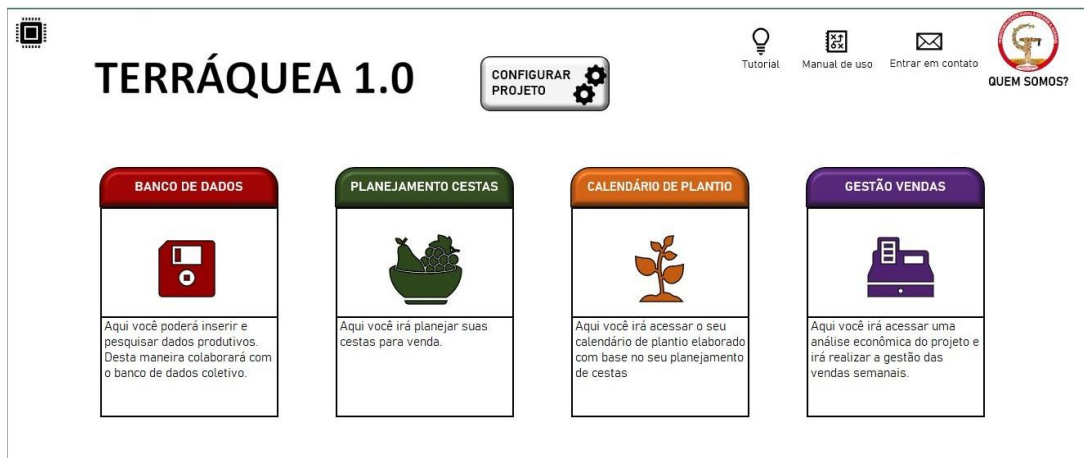 TERRÁQUEA 1.0
CONFIGURAR
PROJETO
Tutorial
Manual de uso
Entrar em contato
QUEM SOMOS?
BANCO DE DADOS
Aqui você poderá inserir e
pesquisar dados produtivos.
Desta maneira colaborará com
o banco de dados coletivo.
PLANEJAMENTO CESTAS
Aqui você irá planejar suas
cestas para venda.
CALENDÁRIO DE PLANTIO
Aqui você irá acessar o seu
calendário de plantio elaborado
com base no seu planejamento
de cestas
GESTÃO VENDAS
Aqui você irá acessar uma
análise econômica do projeto e
irá realizar a gestão das
vendas semanais.